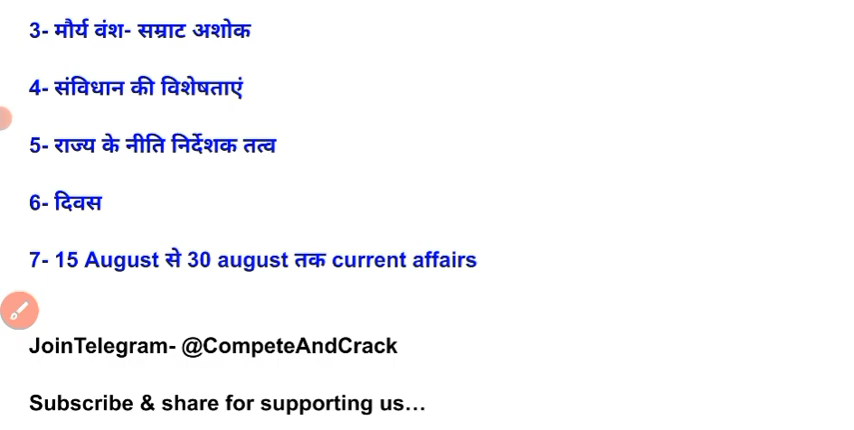 3- मौर्य वंश- सम्राट अशोक
4- संविधान की विशेषताएं
5- राज्य के नीति निर्देशक तत्व
6- दिवस
7- 15 August से 30 august तक current affairs
JoinTelegram- @CompeteAndCrack
Subscribe & share for supporting us...